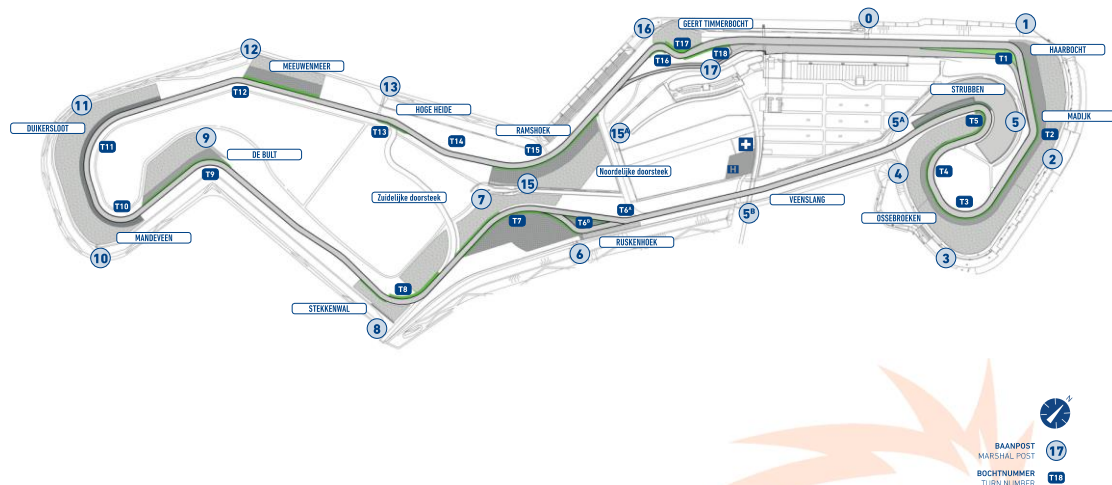 16
GEERT TIMMERBOCHT
0
1
T17
T18
T16
17
HAARBOCHT
T1
12
MEEUWENMEER
T12
13
HOGE HEIDE
STRUBBEN
11
DUIKERSLOOT
T11
T13
T14
RAMSHOEK
T15
15A
5A
T5
5
MADIJK
T2
2
9
DE BULT
T9
H
Noordelijke doorsteek
4
T4
T3
15
7
Zuidelijke doorsteek
T10
MANDEVEEN
10
T7
T6B
T6A
VEENSLANG
5B
OSSEBROEKEN
3
RUSKENHOEK
6
T8
STEKKENWAL
8
N
BAANPOST
MARSHAL POST
17
BOCHTNUMMER
TURN NUMBER
T18